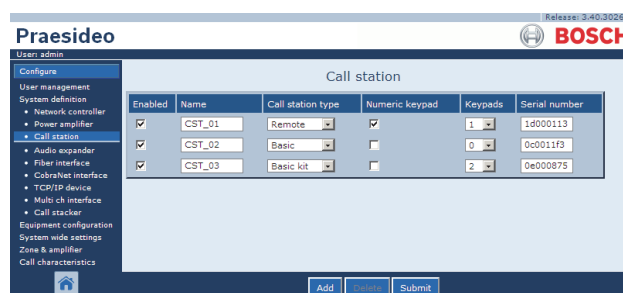 Release: 3.40.3026
Praesideo
BOSCH
User: admin
Configure
User management
System definition
• Network controller
• Power amplifier
• Call station
• Audio expander
• Fiber interface
• CobraNet interface
• TCP/IP device
• Multi ch interface
• Call stacker
Equipment configuration
System wide settings
Zone & amplifier
Call characteristics
Call station
Enabled Name Call station type Numeric keypad Keypads Serial number
CST_01 Remote 1 1d000113
CST_02 Basic 0 0c0011f3
CST_03 Basic kit 2 0e000875
Add Delete Submit